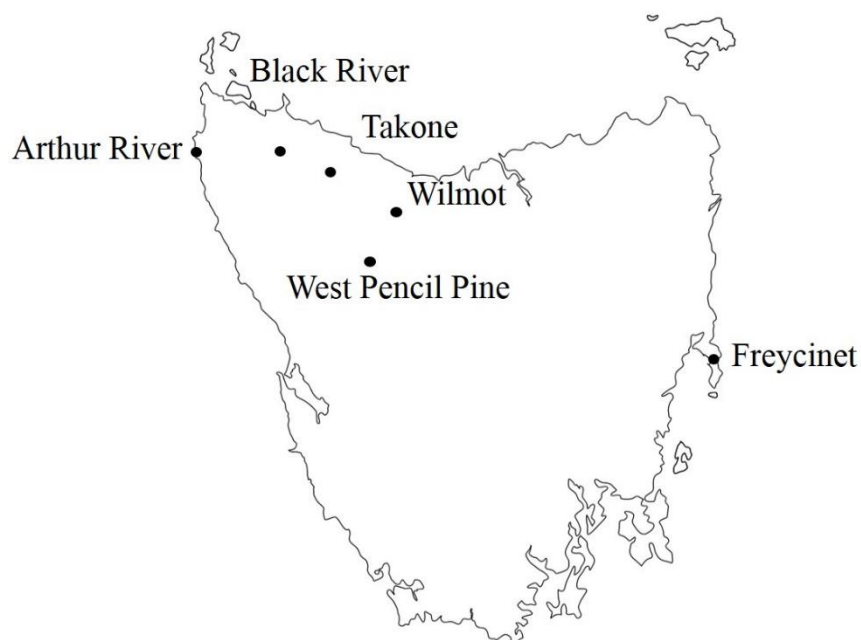 Black River
Takone
Arthur River
Wilmot
West Pencil Pine
Freycinet